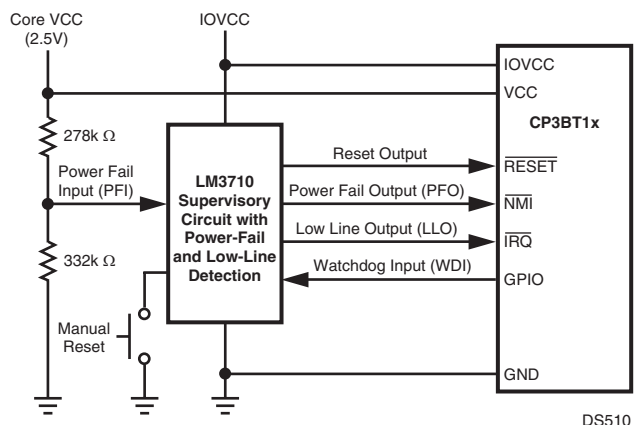 Core VCC
(2.5V)
IOVCC
IOVCC
VCC
CP3BT1x
278k Ω
Power Fail
Input (PFI)
LM3710
Supervisory
Circuit with
Power-Fail
and Low-Line
Detection
Reset Output
RESET
Power Fail Output (PFO)
NMI
Low Line Output (LLO)
IRQ
Watchdog Input (WDI)
GPIO
332k Ω
Manual
Reset
GND
DS510